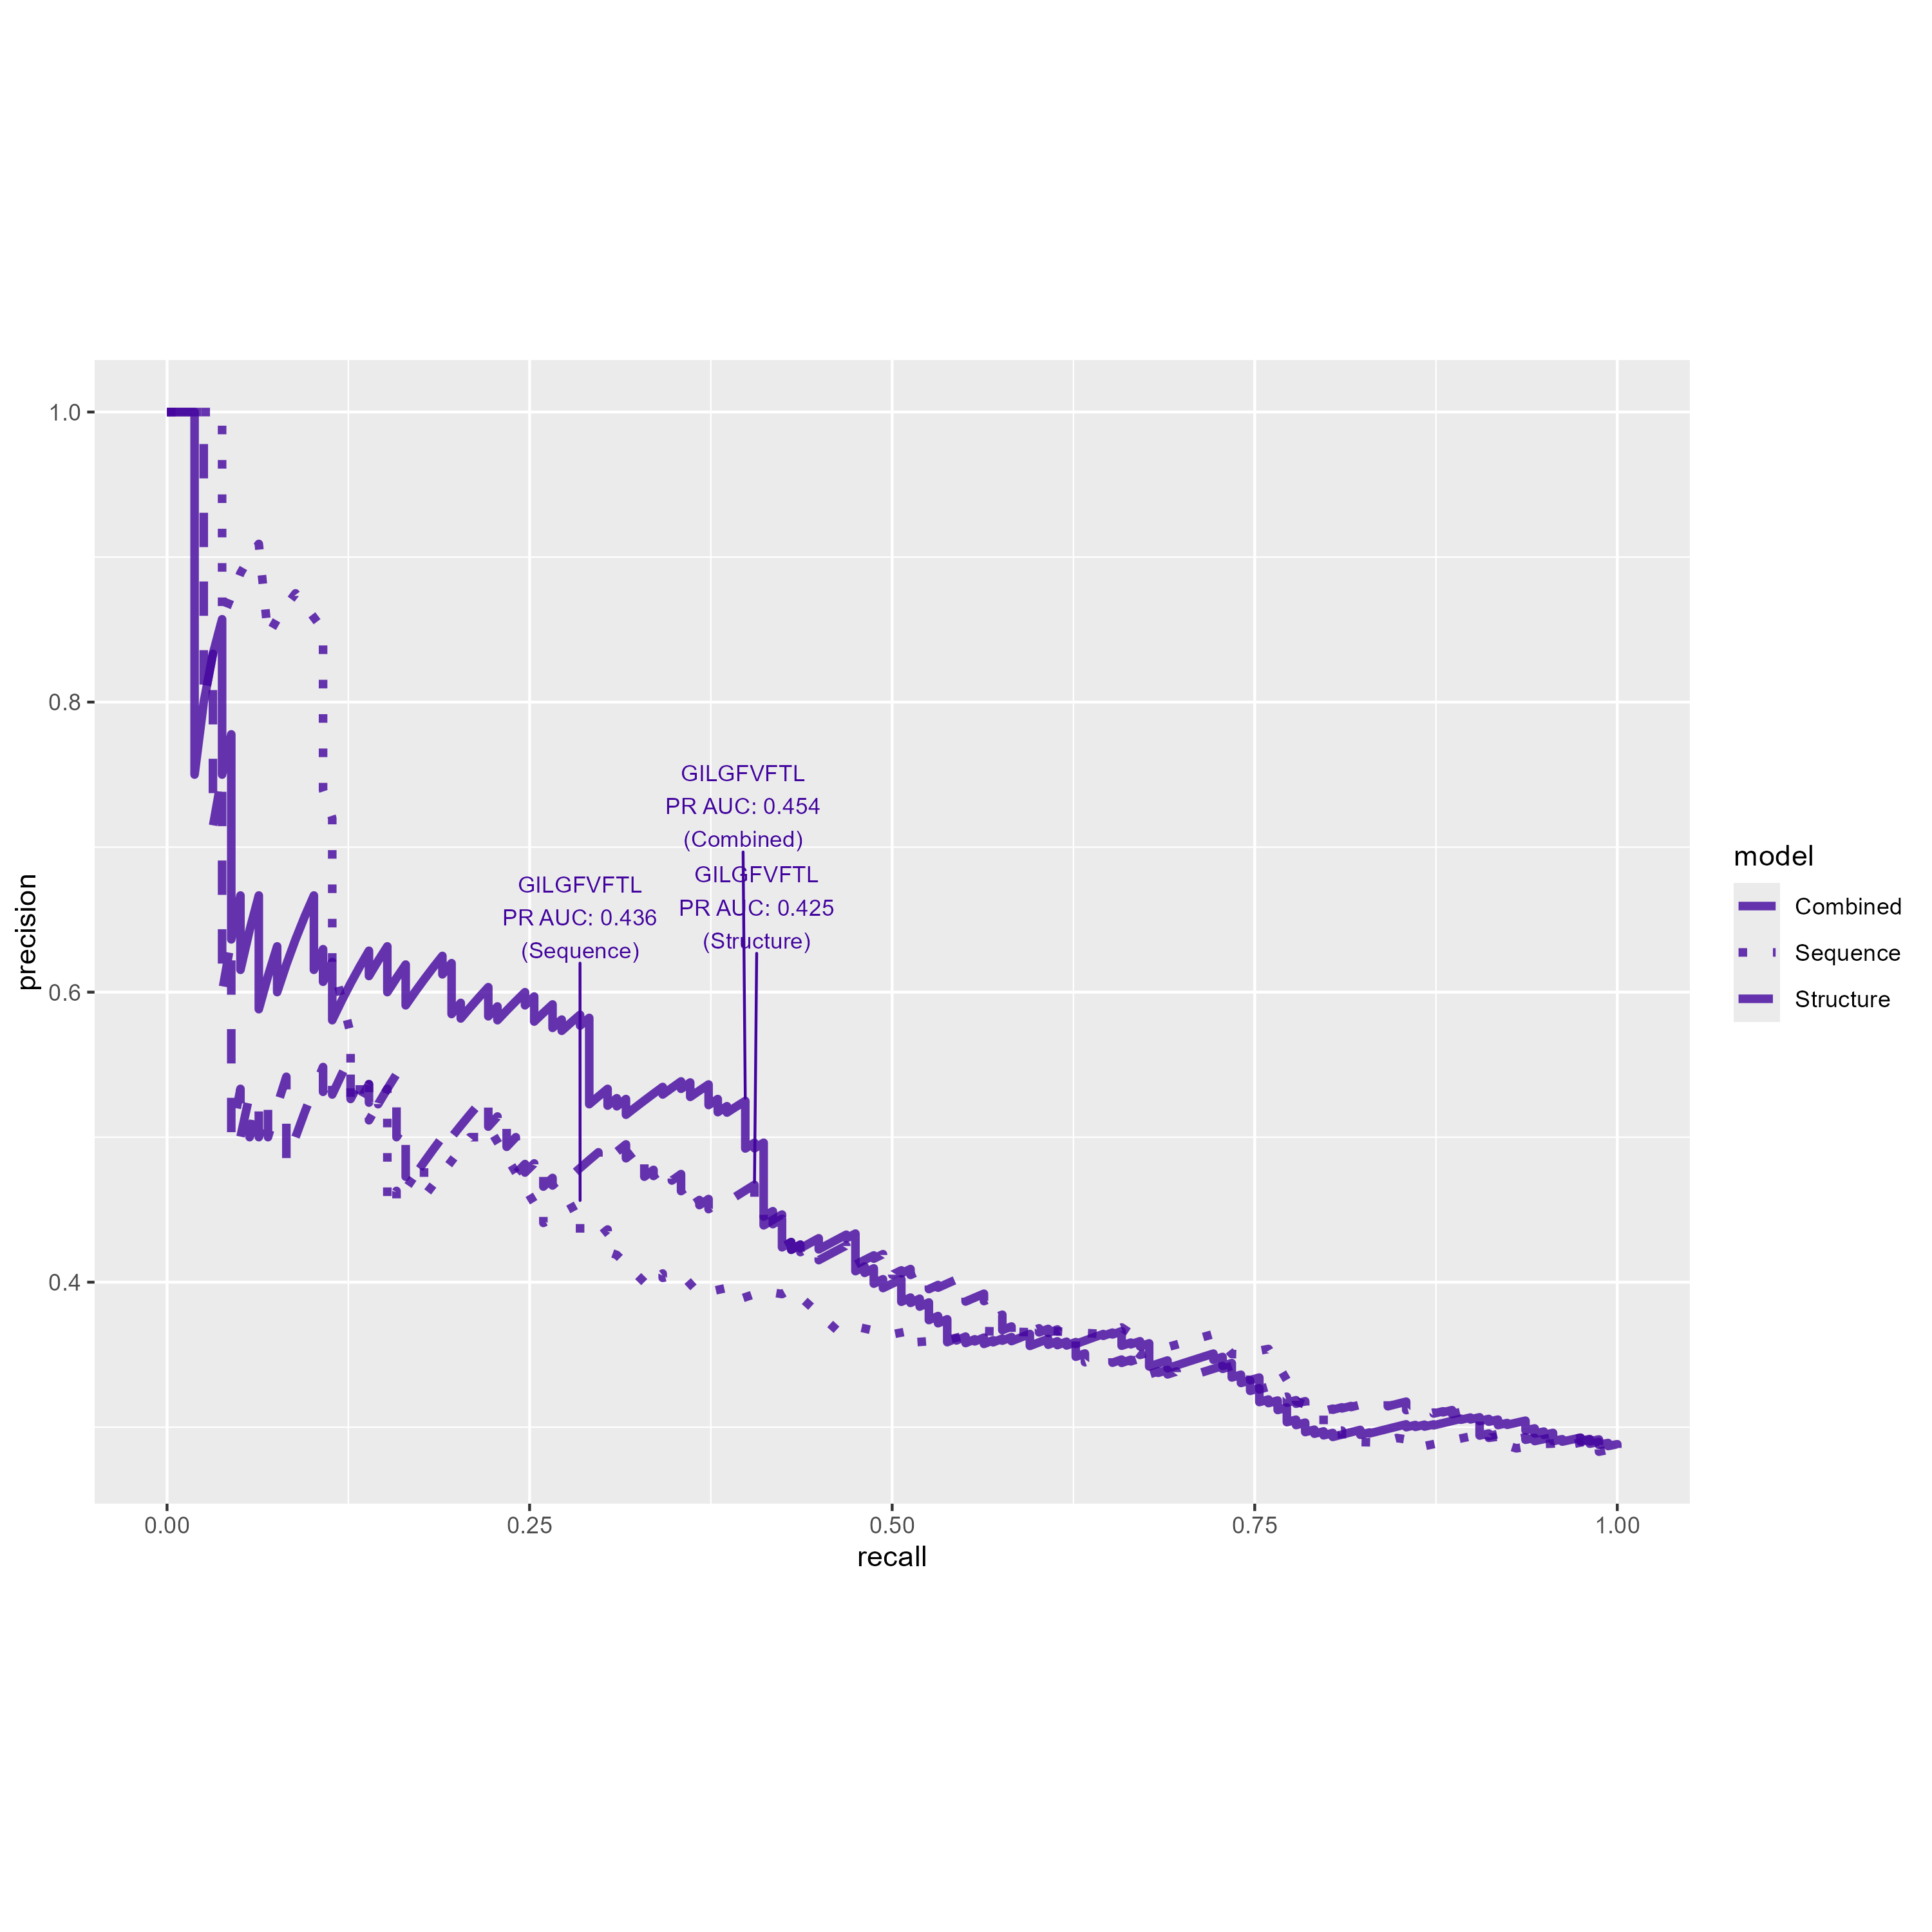 1.0
0.8
0.6
0.4
precision
GILGFVFTL
PR AUC: 0.454
(Combined)
GILGFVFTL
PR AUC: 0.425
(Structure)
GILGFVFTL
PR AUC: 0.436
(Sequence)
0.00
0.25
0.50
0.75
1.00
recall
model
Combined
Sequence
Structure